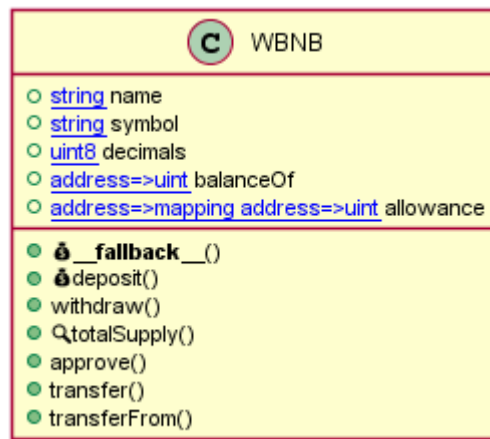 C WBNB
string name
string symbol
uint8 decimals
address=>uint balanceOf
address=>mapping address=>uint allowance
__fallback__()
deposit()
withdraw()
totalSupply()
approve()
transfer()
transferFrom()